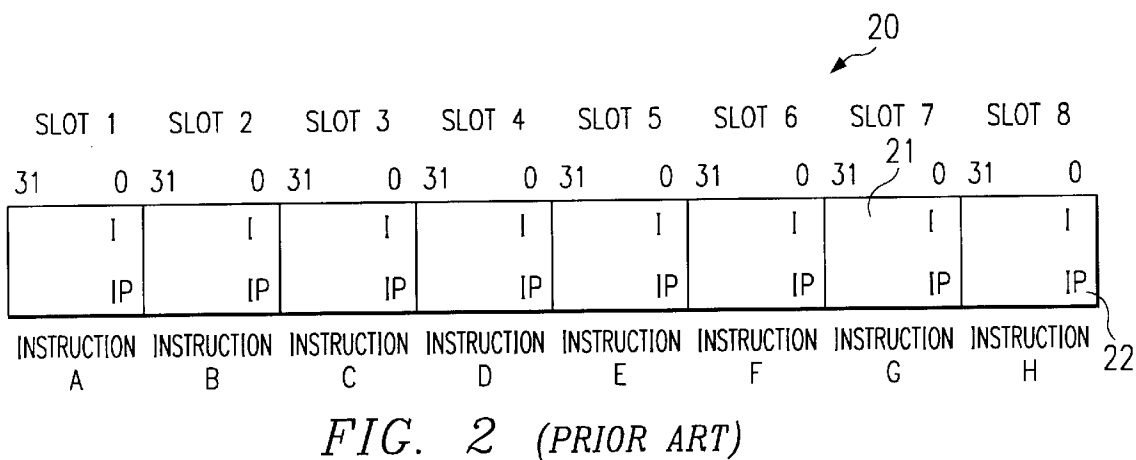 20
SLOT 1 SLOT 2 SLOT 3 SLOT 4 SLOT 5 SLOT 6 SLOT 7 SLOT 8
21
31 0 31 0 31 0 31 0 31 0 31 0 31 0 31 0
I I I I I I I I
IP IP IP IP IP IP IP IP
INSTRUCTION INSTRUCTION INSTRUCTION INSTRUCTION INSTRUCTION INSTRUCTION INSTRUCTION INSTRUCTION 22
A B C D E F G H
FIG. 2 (PRIOR ART)